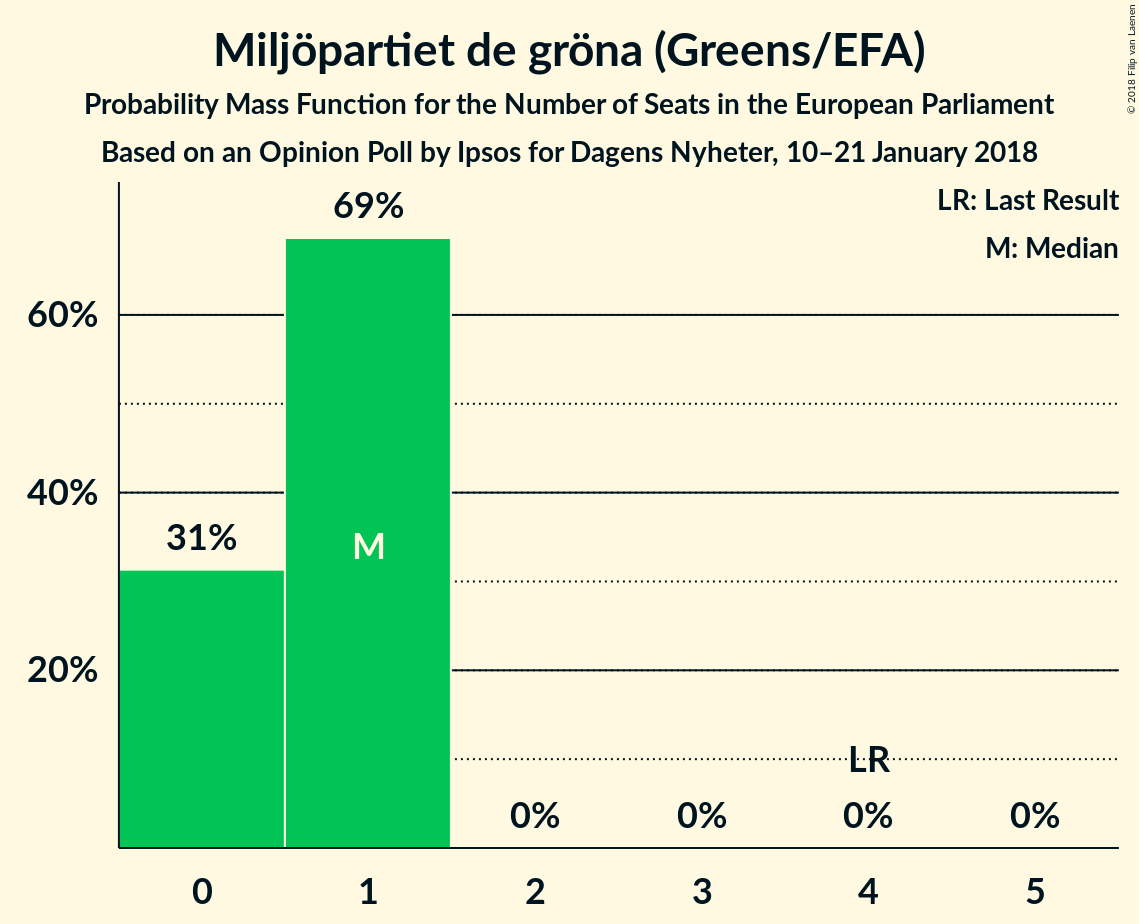 Miljöpartiet de gröna (Greens/EFA)
Probability Mass Function for the Number of Seats in the European Parliament
Based on an Opinion Poll by Ipsos for Dagens Nyheter, 10–21 January 2018
© 2018 Filip van Laenen
LR: Last Result
M: Median
69%
60%
40%
31%
M
20%
LR
0% 0% 0% 0%
0 1 2 3 4 5